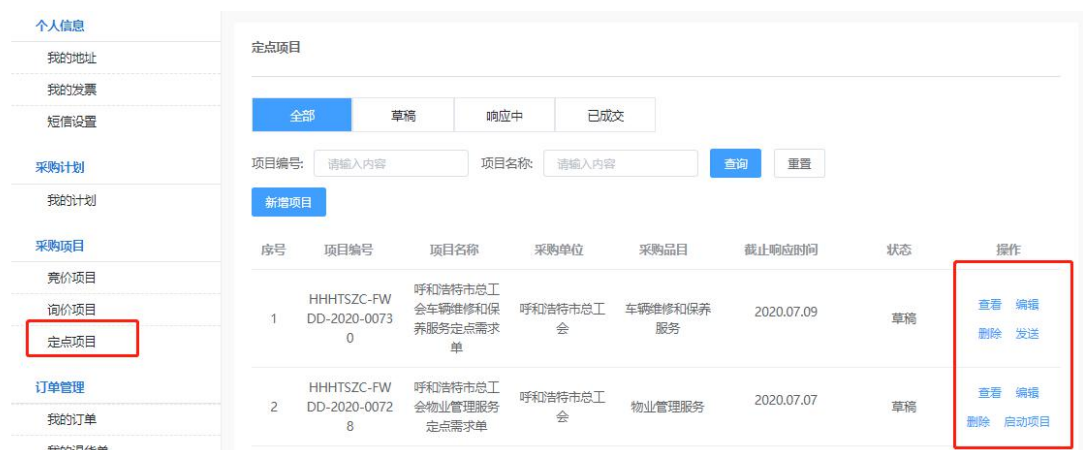 个人信息
我的地址
我的发票
短信设置
采购计划
我的计划
采购项目
竞价项目
询价项目
定点项目
订单管理
我的订单
定点项目
全部 草稿 响应中 已成交
项目编号: 请输入内容 项目名称: 请输入内容 查询 重置
新增项目
序号 项目编号 项目名称 采购单位 采购品目 截止响应时间 状态 操作
1
HHHTSZC-FW
DD-2020-0073
0
呼和浩特市总工
会车辆维修和保
养服务定点需求
单
呼和浩特市总工
会
车辆维修和保养
服务
2020.07.09
草稿
查看 编辑
删除 发送
2
HHHTSZC-FW
DD-2020-0072
8
呼和浩特市总工
会物业管理服务
定点需求单
呼和浩特市总工
会
物业管理服务
2020.07.07
草稿
查看 编辑
删除 启动项目